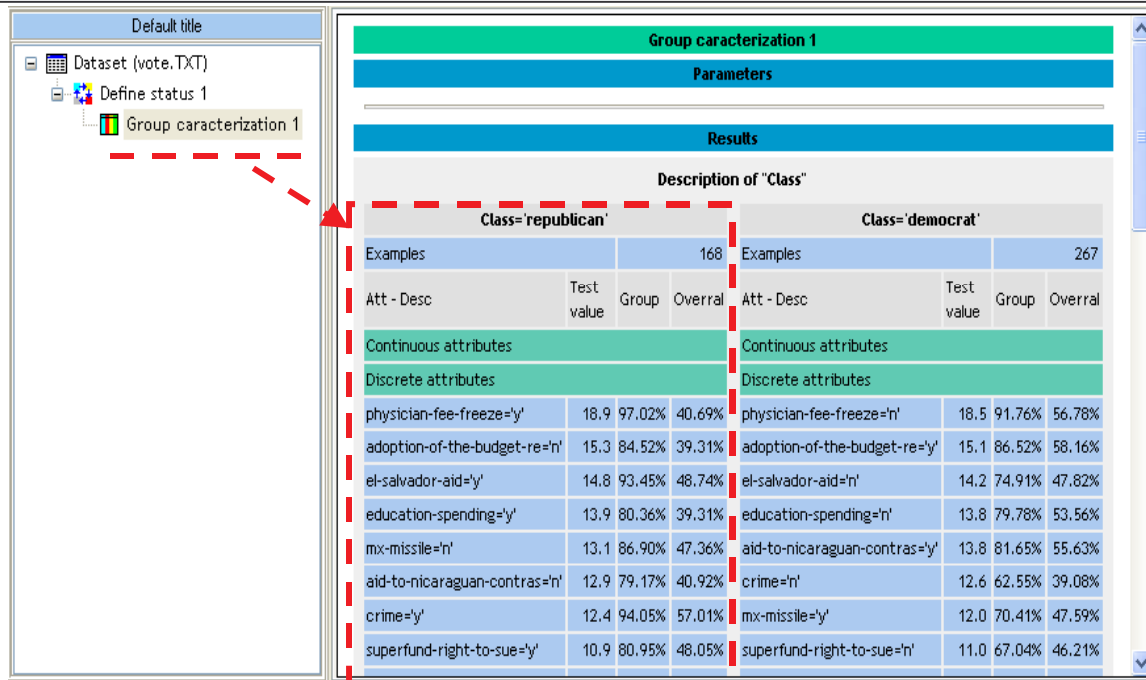 Default title
Dataset (vote.TXT)
Define status 1
Group caracterization 1
Group caracterization 1
Parameters
Results
Description of "Class"
Class='republican' Class='democrat'
Examples 168 Examples 267
Att - Desc Test value Group Overral Att - Desc Test value Group Overral
Continuous attributes Continuous attributes
Discrete attributes Discrete attributes
physician-fee-freeze='y' 18.9 97.02% 40.69% physician-fee-freeze='n' 18.5 91.76% 56.78%
adoption-of-the-budget-re='n' 15.3 84.52% 39.31% adoption-of-the-budget-re='y' 15.1 86.52% 58.16%
el-salvador-aid='y' 14.8 93.45% 48.74% el-salvador-aid='n' 14.2 74.91% 47.82%
education-spending='y' 13.9 80.36% 39.31% education-spending='n' 13.8 79.78% 53.56%
mx-missile='n' 13.1 86.90% 47.36% aid-to-nicaraguan-contras='y' 13.8 81.65% 55.63%
aid-to-nicaraguan-contras='n' 12.9 79.17% 40.92% crime='n' 12.6 62.55% 39.08%
crime='y' 12.4 94.05% 57.01% mx-missile='y' 12.0 70.41% 47.59%
superfund-right-to-sue='y' 10.9 80.95% 48.05% superfund-right-to-sue='n' 11.0 67.04% 46.21%